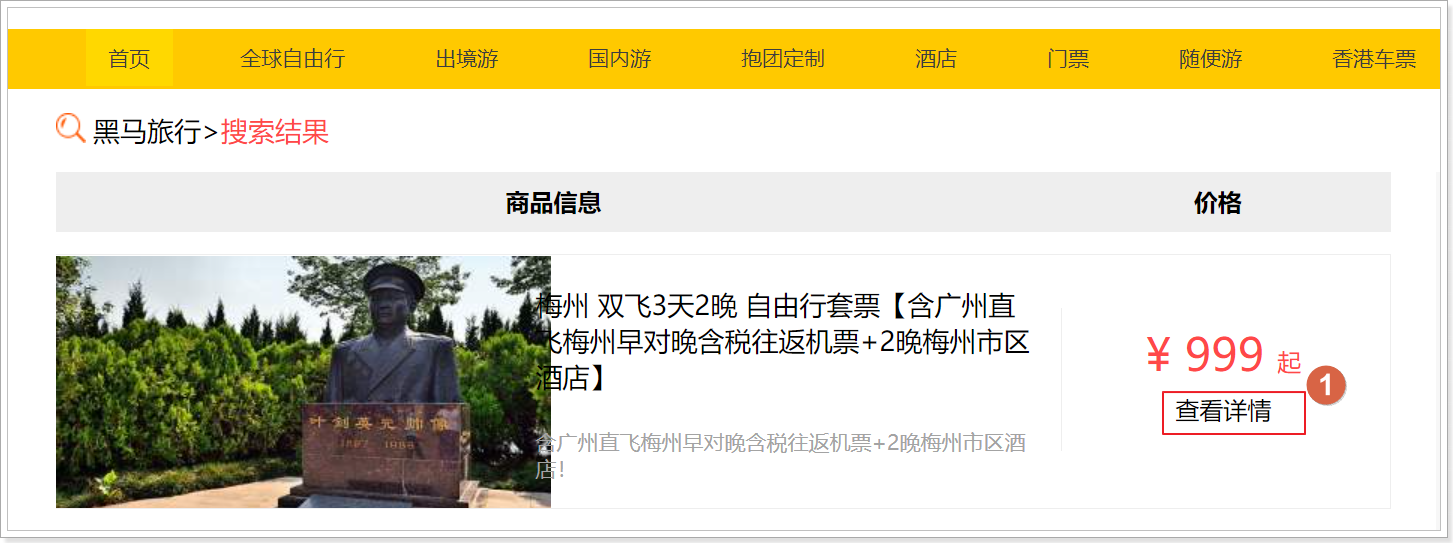 首页 全球自由行 出境游 国内游 抱团定制 酒店 门票 随便游 香港车票
黑马旅行>搜索结果
商品信息 价格
叶剑英元帅像
1897 - 1986
梅州 双飞3天2晚 自由行套票【含广州直
飞梅州早对晚含税往返机票+2晚梅州市区
酒店】
含广州直飞梅州早对晚含税往返机票+2晚梅州市区酒
店！
¥ 999 起
1
查看详情